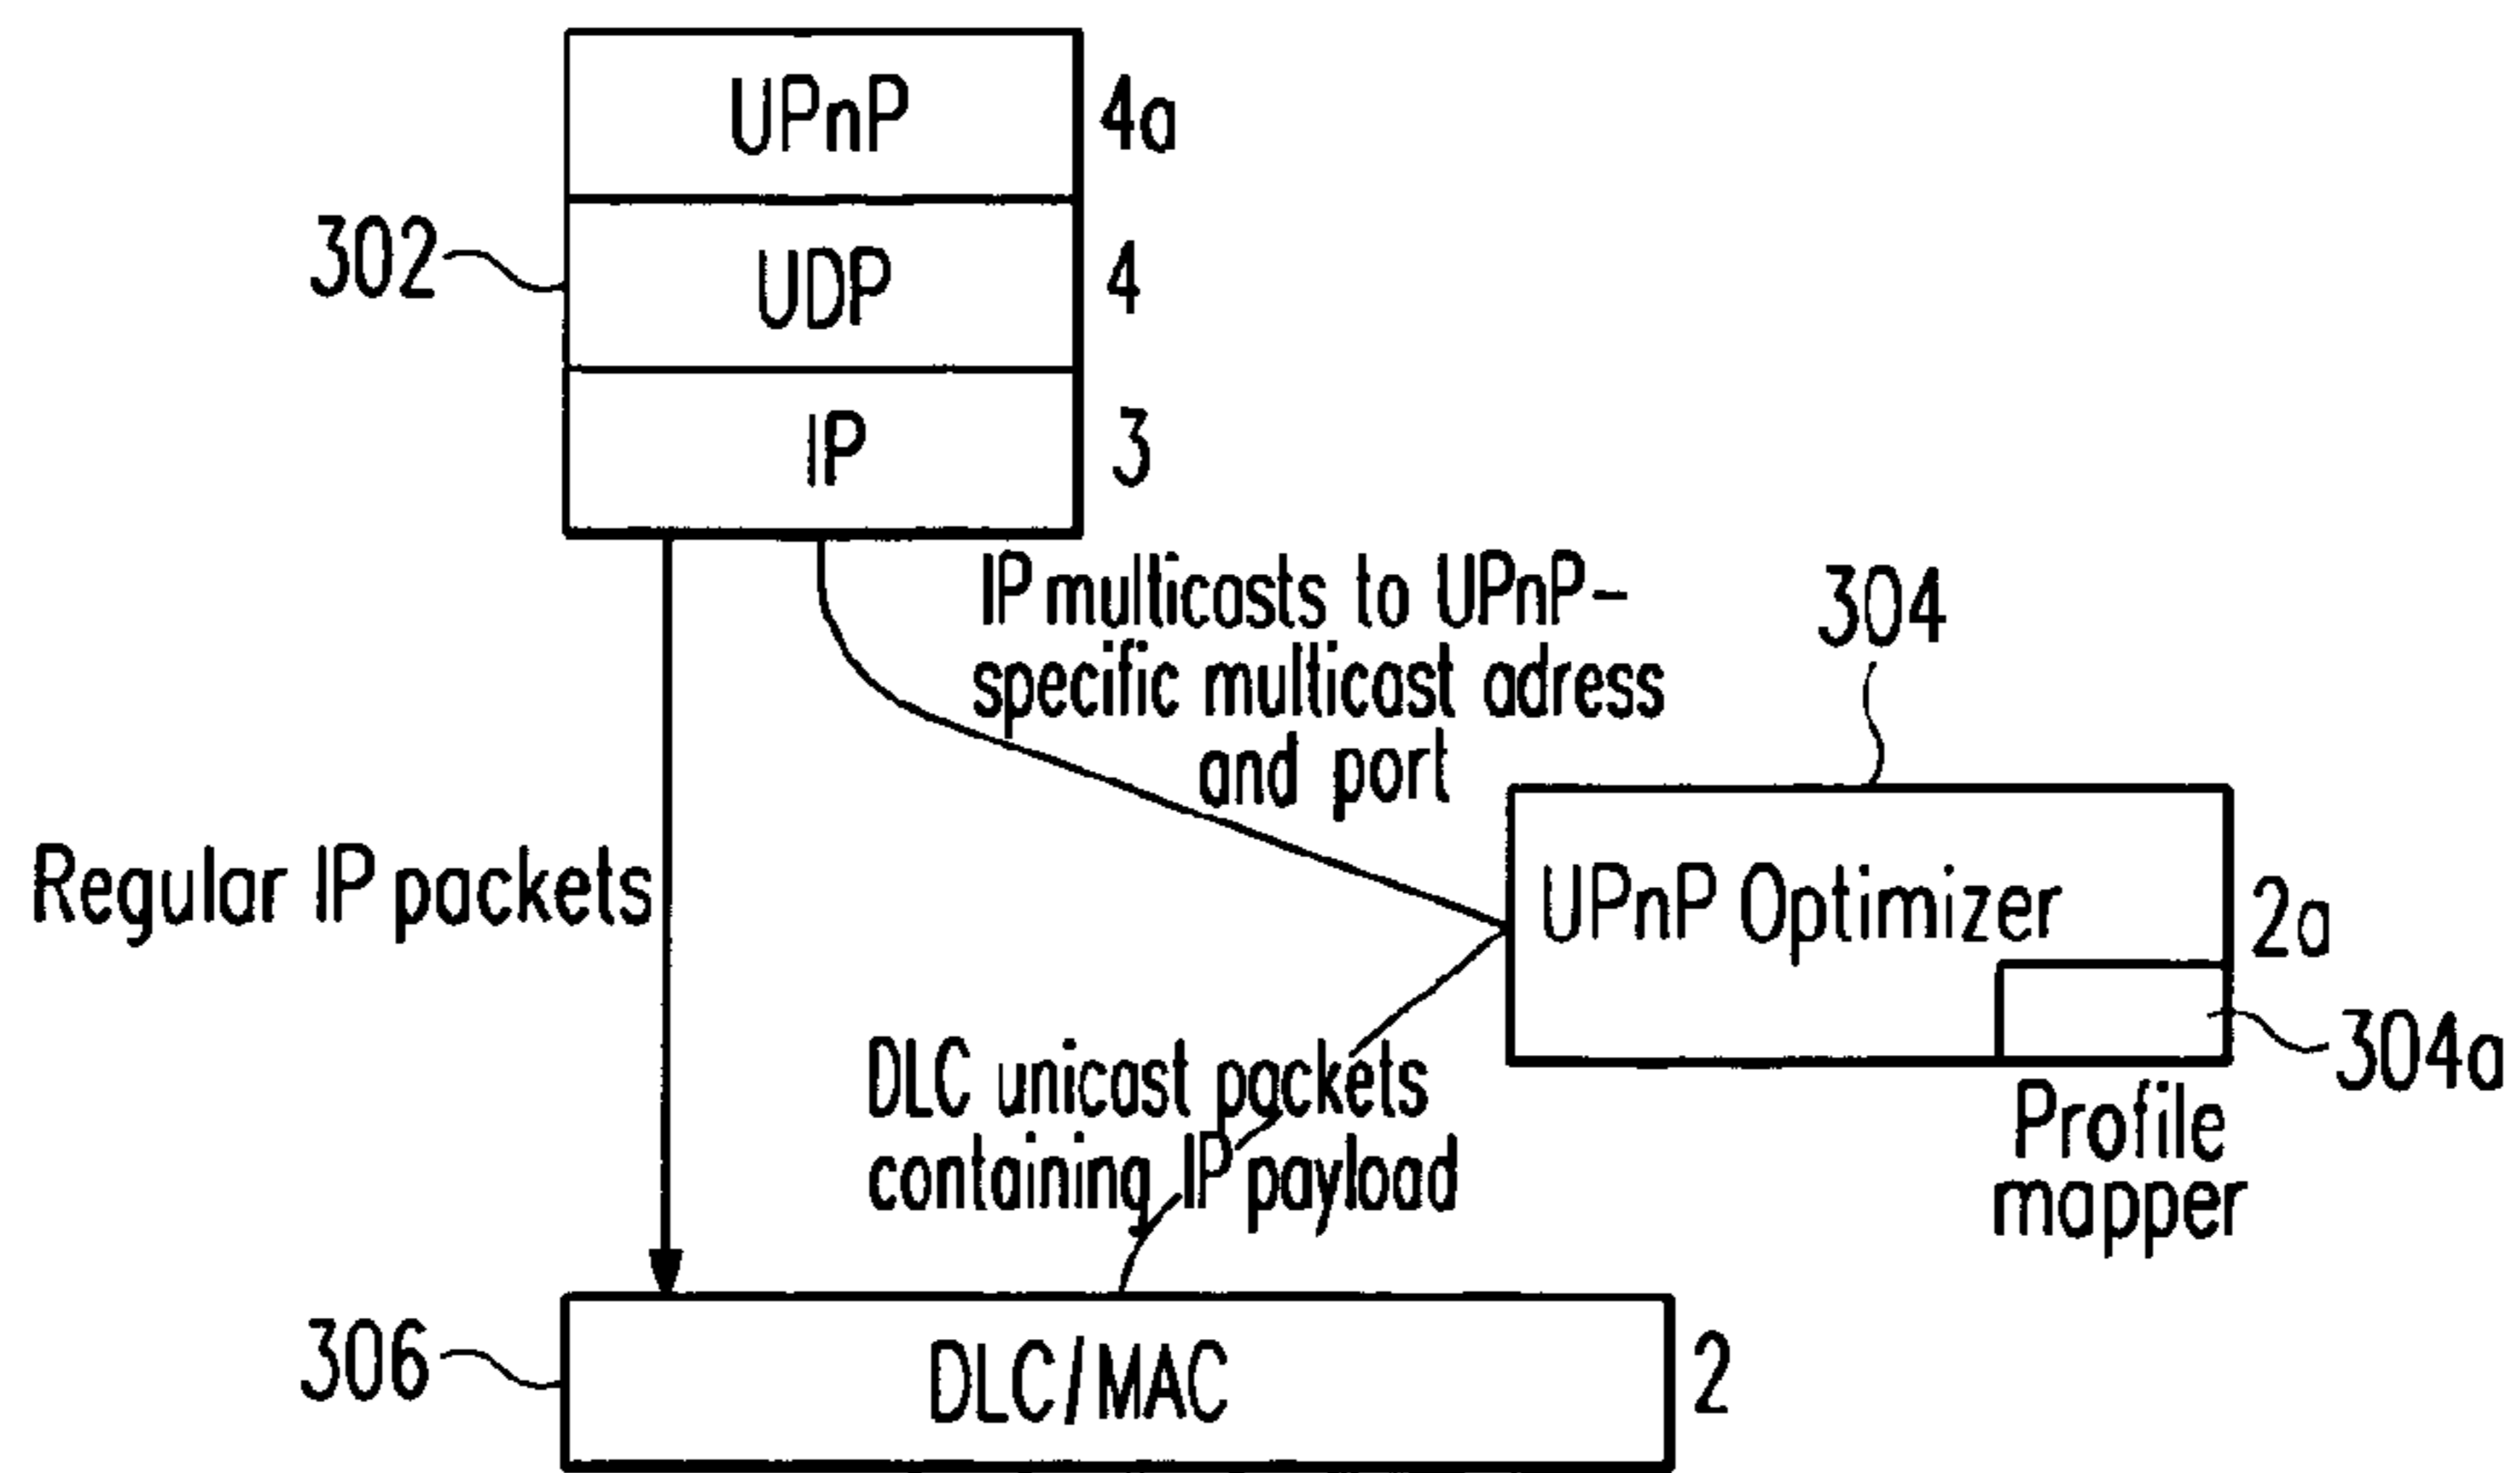 UPnP
4a
302
UDP
4
IP
3
IP multicasts to UPnP-
specific multicast adress
and port
304
Regular IP packets
UPnP Optimizer
2a
304a
Profile
mapper
DLC unicast packets
containing IP payload
306
DLC/MAC
2